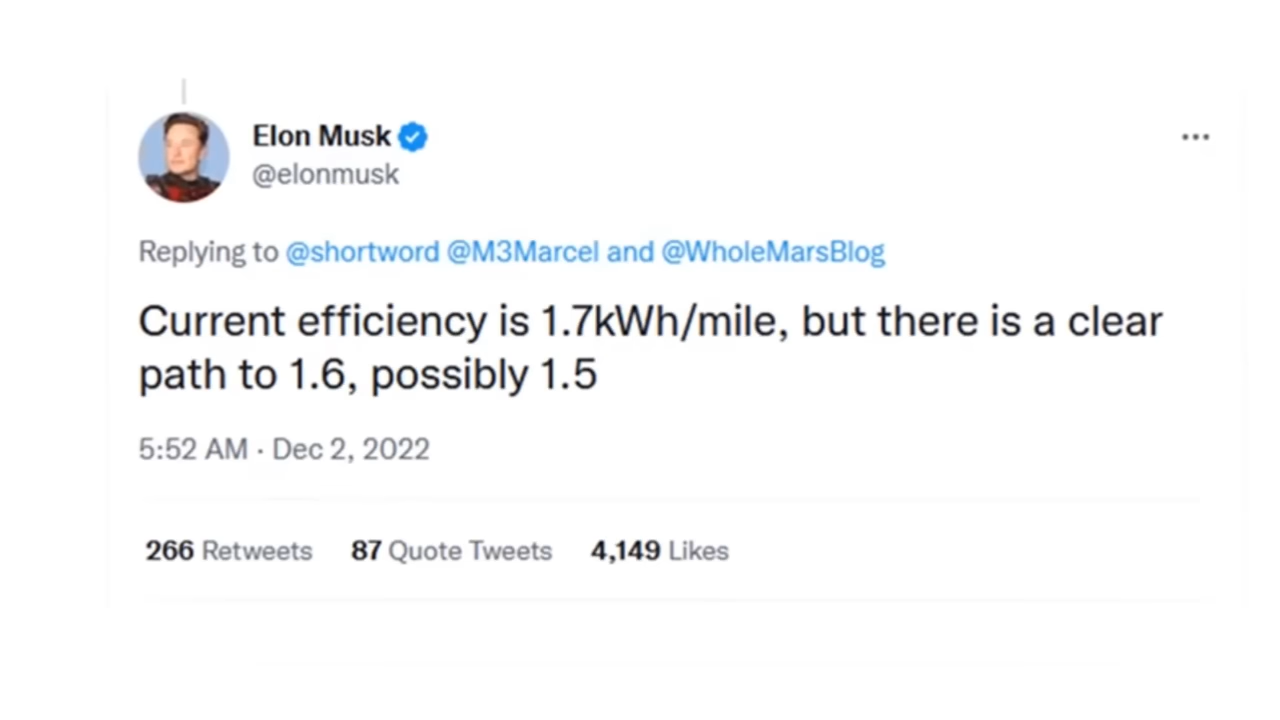 Elon Musk
@elonmusk
Replying to @shortword @M3Marcel and @WholeMarsBlog
Current efficiency is 1.7kWh/mile, but there is a clear
path to 1.6, possibly 1.5
5:52 AM · Dec 2, 2022
266 Retweets 87 Quote Tweets 4,149 Likes